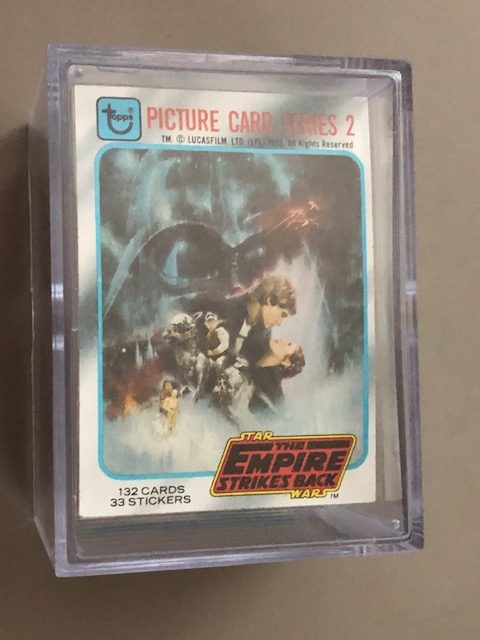 topps
PICTURE CARD SERIES 2
TM: © LUCASFILM, LTD. (LFL) 1980. All Rights Reserved
STAR
THE
EMPIRE
STRIKES BACK
WARS TM
132 CARDS
33 STICKERS